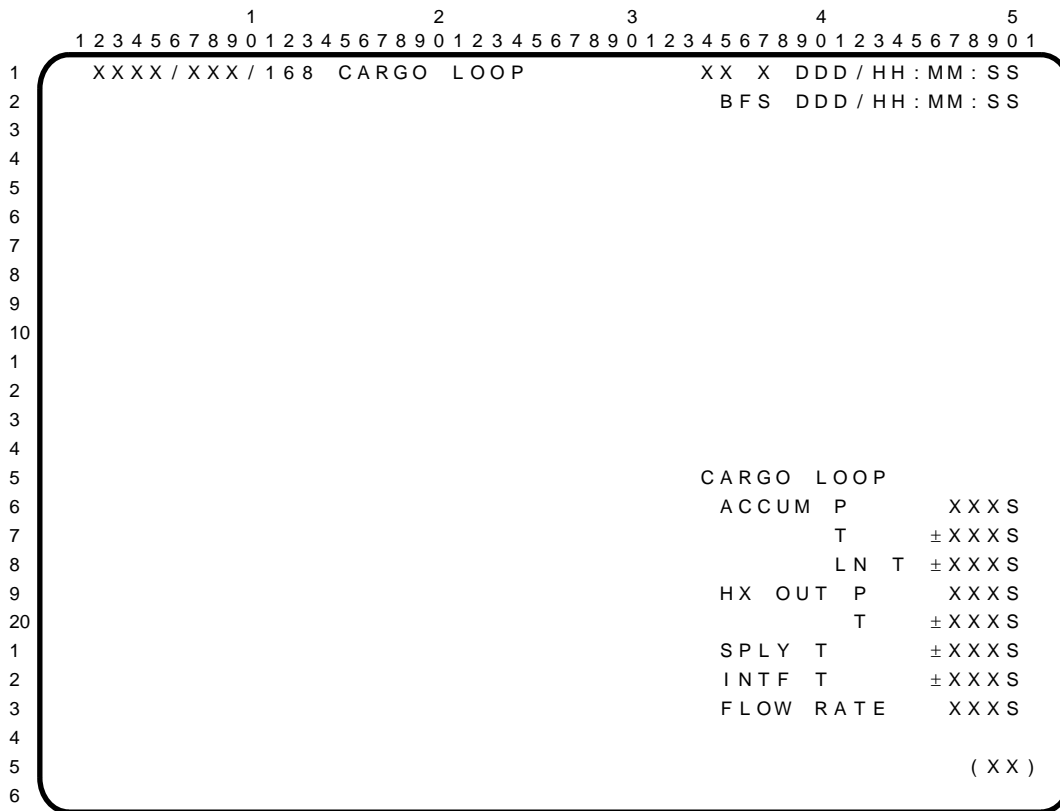 1 2 3 4 5
1 2 3 4 5 6 7 8 9 0 1 2 3 4 5 6 7 8 9 0 1 2 3 4 5 6 7 8 9 0 1 2 3 4 5 6 7 8 9 0 1 2 3 4 5 6 7 8 9 0 1
1 XXXX/XXX/168 CARGO LOOP XX X DDD/HH:MM:SS
2 BFS DDD/HH:MM:SS
3
4
5
6
7
8
9
10
1
2
3
4
5 CARGO LOOP
6 ACCUM P XXXS
7 T ±XXXS
8 LN T ±XXXS
9 HX OUT P XXXS
20 T ±XXXS
1 SPLY T ±XXXS
2 INTF T ±XXXS
3 FLOW RATE XXXS
4
5 (XX)
6